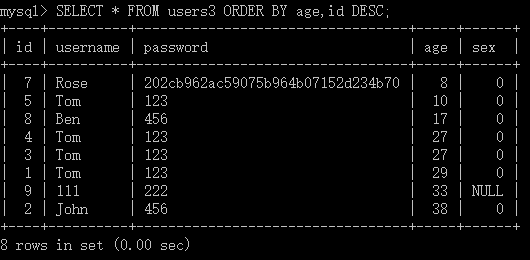 mysql> SELECT * FROM users3 ORDER BY age,id DESC;
+----+----------+----------------------------------+-----+------+
| id | username | password                         | age | sex  |
+----+----------+----------------------------------+-----+------+
|  7 | Rose     | 202cb962ac59075b964b07152d234b70 |   8 |    0 |
|  5 | Tom      | 123                              |  10 |    0 |
|  8 | Ben      | 456                              |  17 |    0 |
|  4 | Tom      | 123                              |  27 |    0 |
|  3 | Tom      | 123                              |  27 |    0 |
|  1 | Tom      | 123                              |  29 |    0 |
|  9 | 111      | 222                              |  33 | NULL |
|  2 | John     | 456                              |  38 |    0 |
+----+----------+----------------------------------+-----+------+
8 rows in set (0.00 sec)